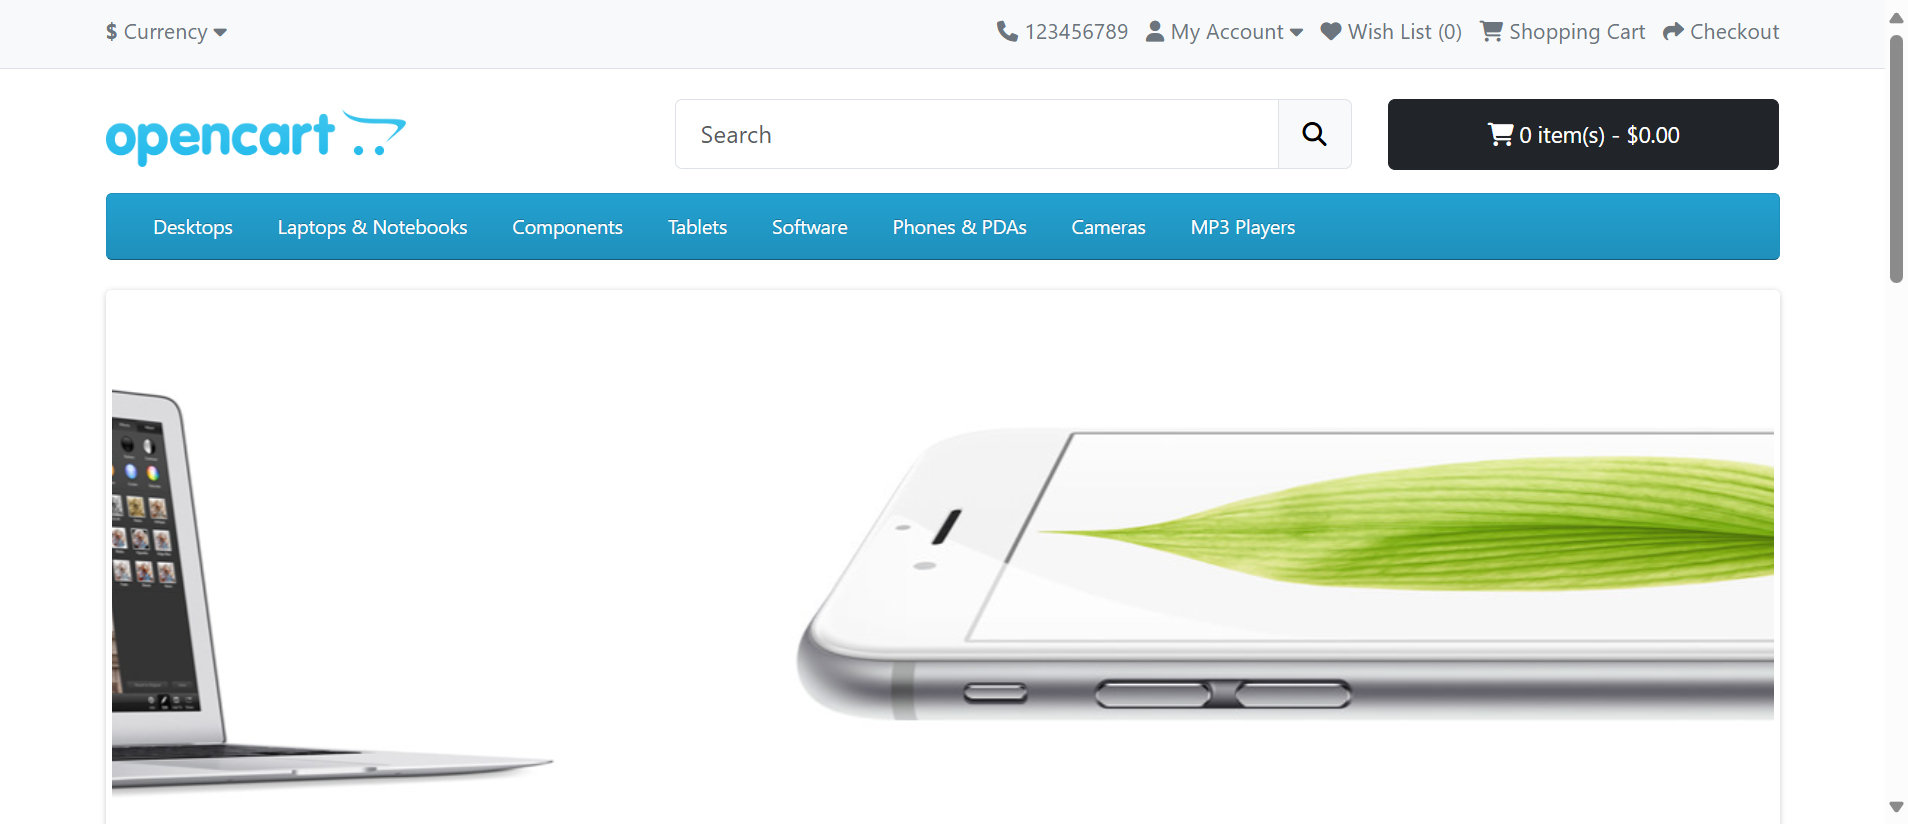 $ Currency
123456789 My Account Wish List (0) Shopping Cart Checkout
opencart
Search
0 item(s) - $0.00
Desktops Laptops & Notebooks Components Tablets Software Phones & PDAs Cameras MP3 Players